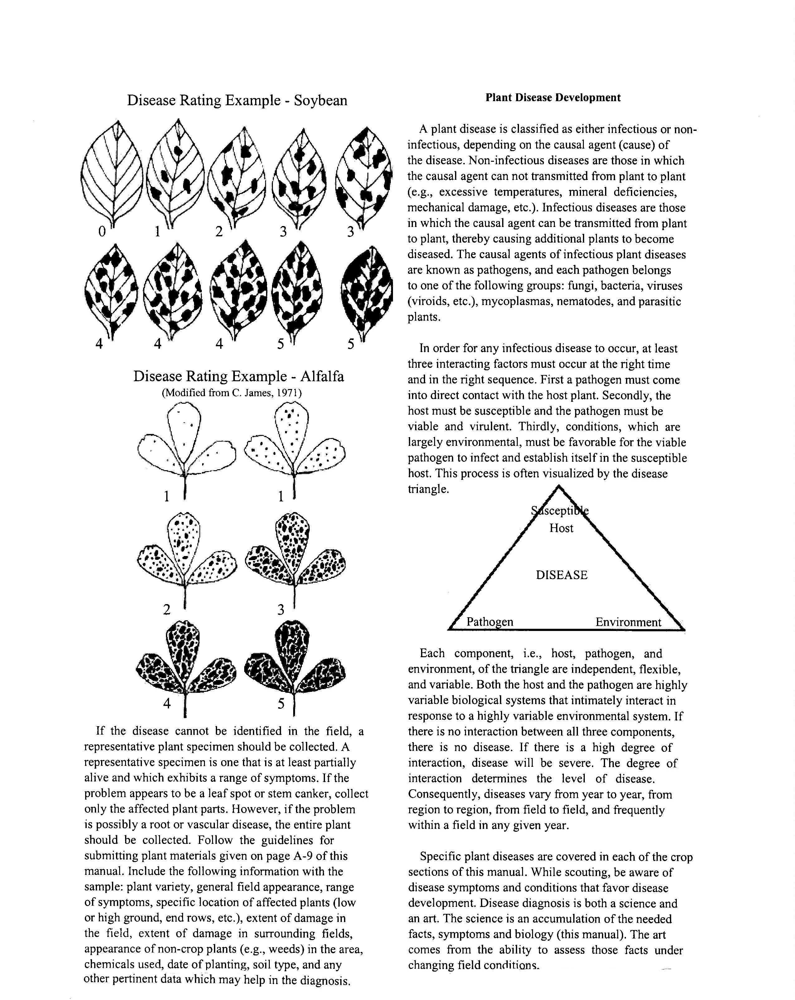 Disease Rating Example - Soybean
0 1 2 3 3
4 4 4 5 5
Disease Rating Example - Alfalfa
(Modified from C. James, 1971)
1 1
2 3
4 5
If the disease cannot be identified in the field, a
representative plant specimen should be collected. A
representative specimen is one that is at least partially
alive and which exhibits a range of symptoms. If the
problem appears to be a leaf spot or stem canker, collect
only the affected plant parts. However, if the problem
is possibly a root or vascular disease, the entire plant
should be collected. Follow the guidelines for
submitting plant materials given on page A-9 of this
manual. Include the following information with the
sample: plant variety, general field appearance, range
of symptoms, specific location of affected plants (low
or high ground, end rows, etc.), extent of damage in
the field, extent of damage in surrounding fields,
appearance of non-crop plants (e.g., weeds) in the area,
chemicals used, date of planting, soil type, and any
other pertinent data which may help in the diagnosis.
Plant Disease Development
A plant disease is classified as either infectious or non-
infectious, depending on the causal agent (cause) of
the disease. Non-infectious diseases are those in which
the causal agent can not transmitted from plant to plant
(e.g., excessive temperatures, mineral deficiencies,
mechanical damage, etc.). Infectious diseases are those
in which the causal agent can be transmitted from plant
to plant, thereby causing additional plants to become
diseased. The causal agents of infectious plant diseases
are known as pathogens, and each pathogen belongs
to one of the following groups: fungi, bacteria, viruses
(viroids, etc.), mycoplasmas, nematodes, and parasitic
plants.
In order for any infectious disease to occur, at least
three interacting factors must occur at the right time
and in the right sequence. First a pathogen must come
into direct contact with the host plant. Secondly, the
host must be susceptible and the pathogen must be
viable and virulent. Thirdly, conditions, which are
largely environmental, must be favorable for the viable
pathogen to infect and establish itself in the susceptible
host. This process is often visualized by the disease
triangle.
Susceptible
Host
DISEASE
Pathogen Environment
Each component, i.e., host, pathogen, and
environment, of the triangle are independent, flexible,
and variable. Both the host and the pathogen are highly
variable biological systems that intimately interact in
response to a highly variable environmental system. If
there is no interaction between all three components,
there is no disease. If there is a high degree of
interaction, disease will be severe. The degree of
interaction determines the level of disease.
Consequently, diseases vary from year to year, from
region to region, from field to field, and frequently
within a field in any given year.
Specific plant diseases are covered in each of the crop
sections of this manual. While scouting, be aware of
disease symptoms and conditions that favor disease
development. Disease diagnosis is both a science and
an art. The science is an accumulation of the needed
facts, symptoms and biology (this manual). The art
comes from the ability to assess those facts under
changing field conditions.